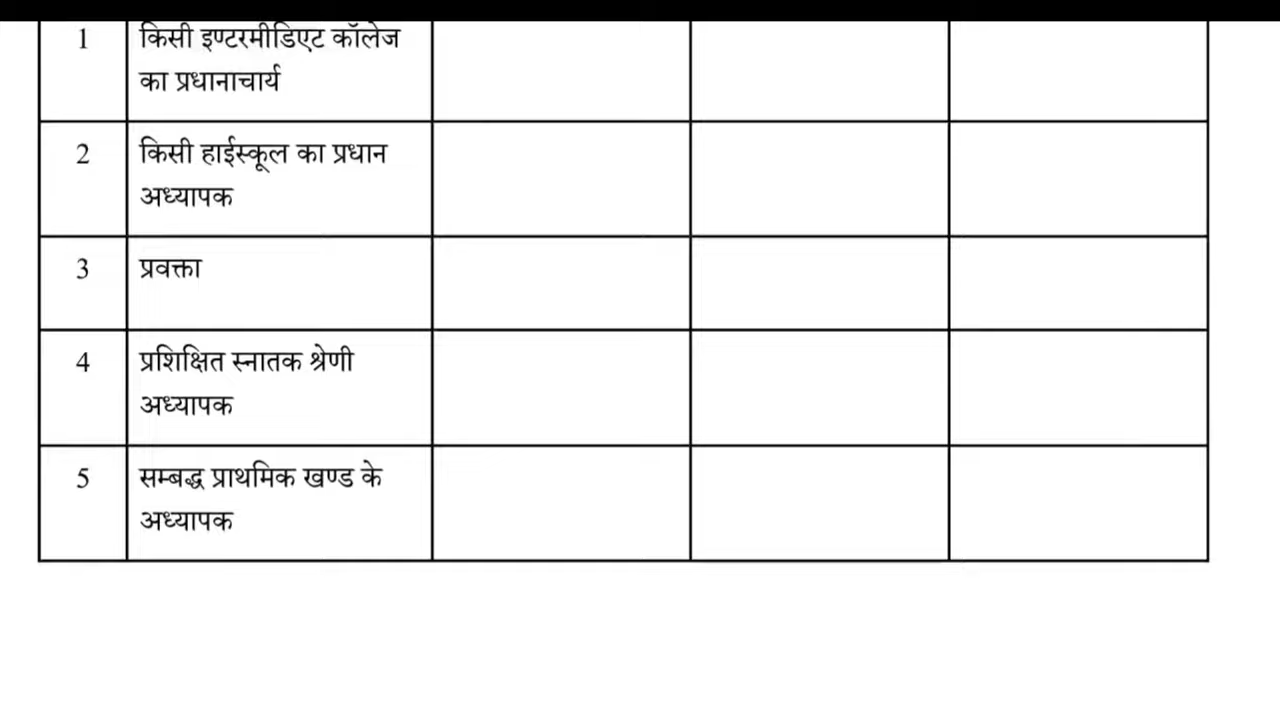 1 किसी इण्टरमीडिएट कॉलेज
का प्रधानाचार्य
2 किसी हाईस्कूल का प्रधान
अध्यापक
3 प्रवक्ता
4 प्रशिक्षित स्नातक श्रेणी
अध्यापक
5 सम्बद्ध प्राथमिक खण्ड के
अध्यापक